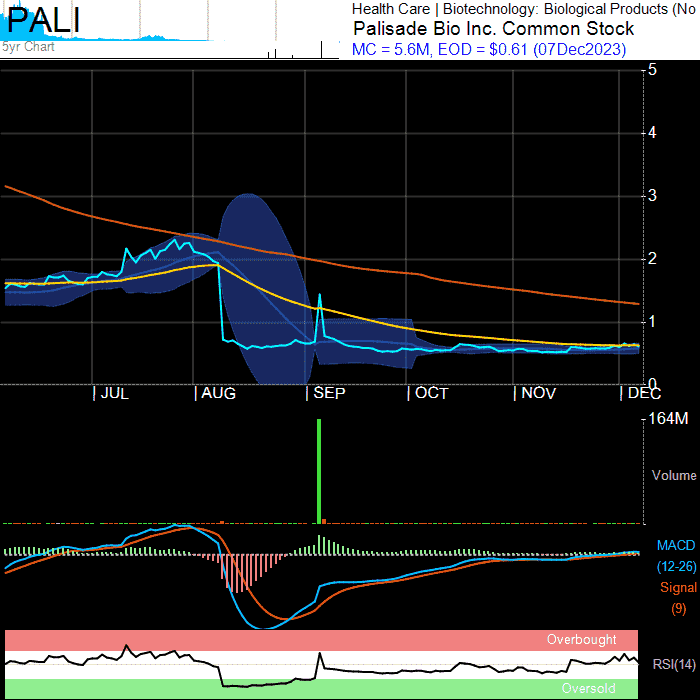 PALI
5yr Chart
Health Care | Biotechnology: Biological Products (No
Palisade Bio Inc. Common Stock
MC = 5.6M, EOD = $0.61 (07Dec2023)
5
4
3
2
1
0
| JUL | AUG | SEP | OCT | NOV | DEC
164M
Volume
MACD
(12-26)
Signal
(9)
Overbought
RSI(14)
Oversold